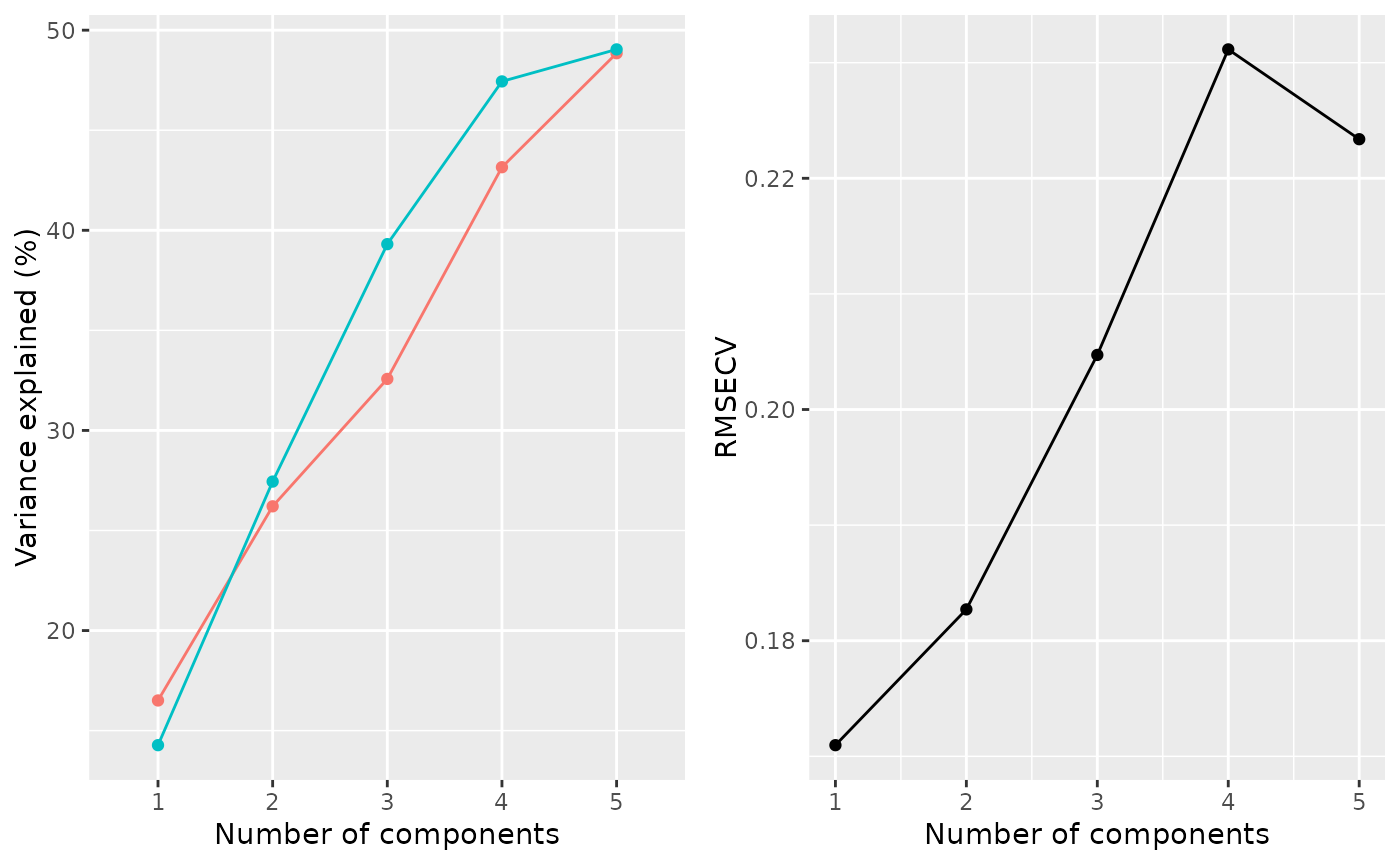 Variance explained (%)
50
40
30
20
1 2 3 4 5
Number of components
RMSECV
0.22
0.20
0.18
1 2 3 4 5
Number of components